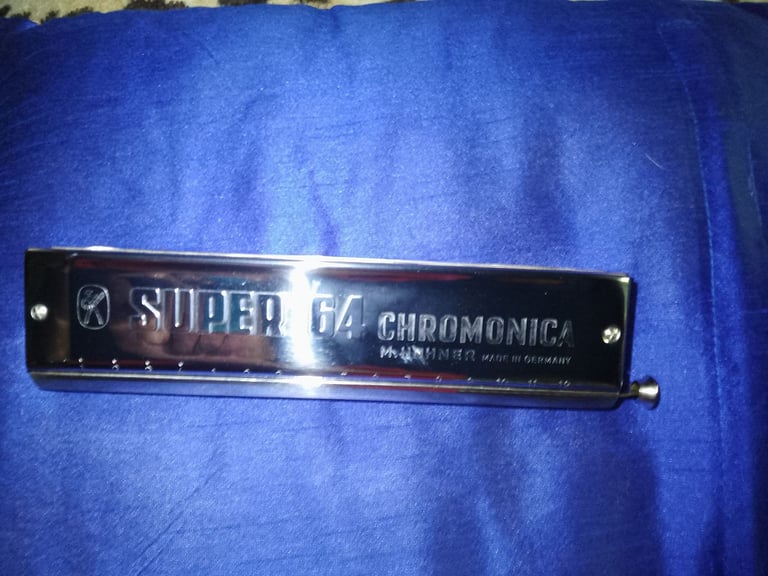 SUPER 64 CHROMONICA
M. HOHNER MADE IN GERMANY